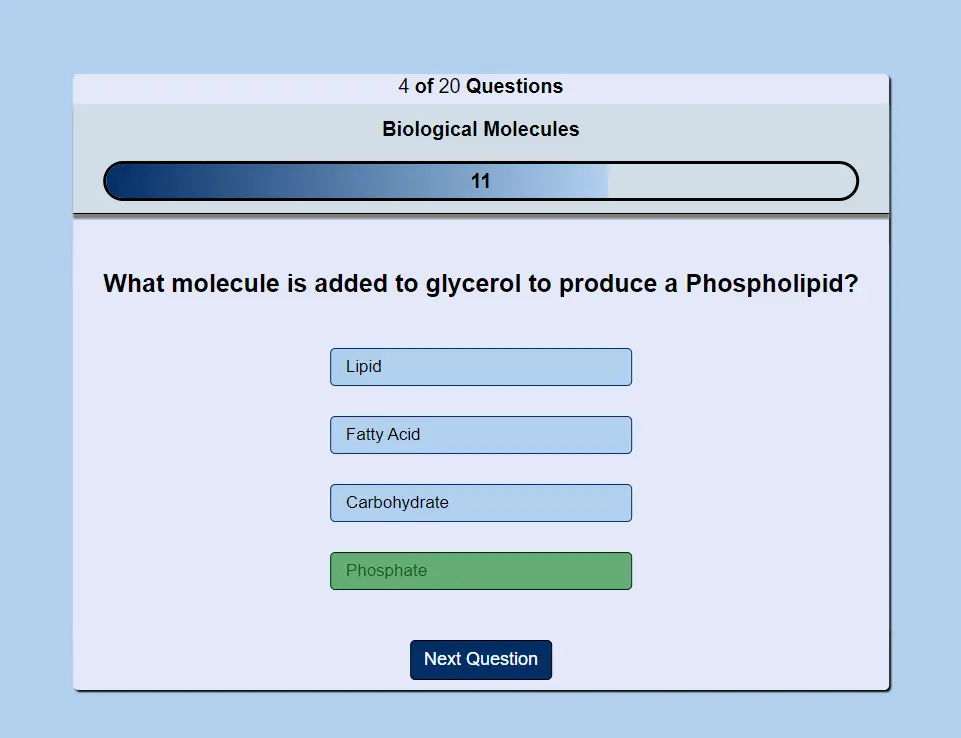 4 of 20 Questions
Biological Molecules
11
What molecule is added to glycerol to produce a Phospholipid?
Lipid
Fatty Acid
Carbohydrate
Phosphate
Next Question